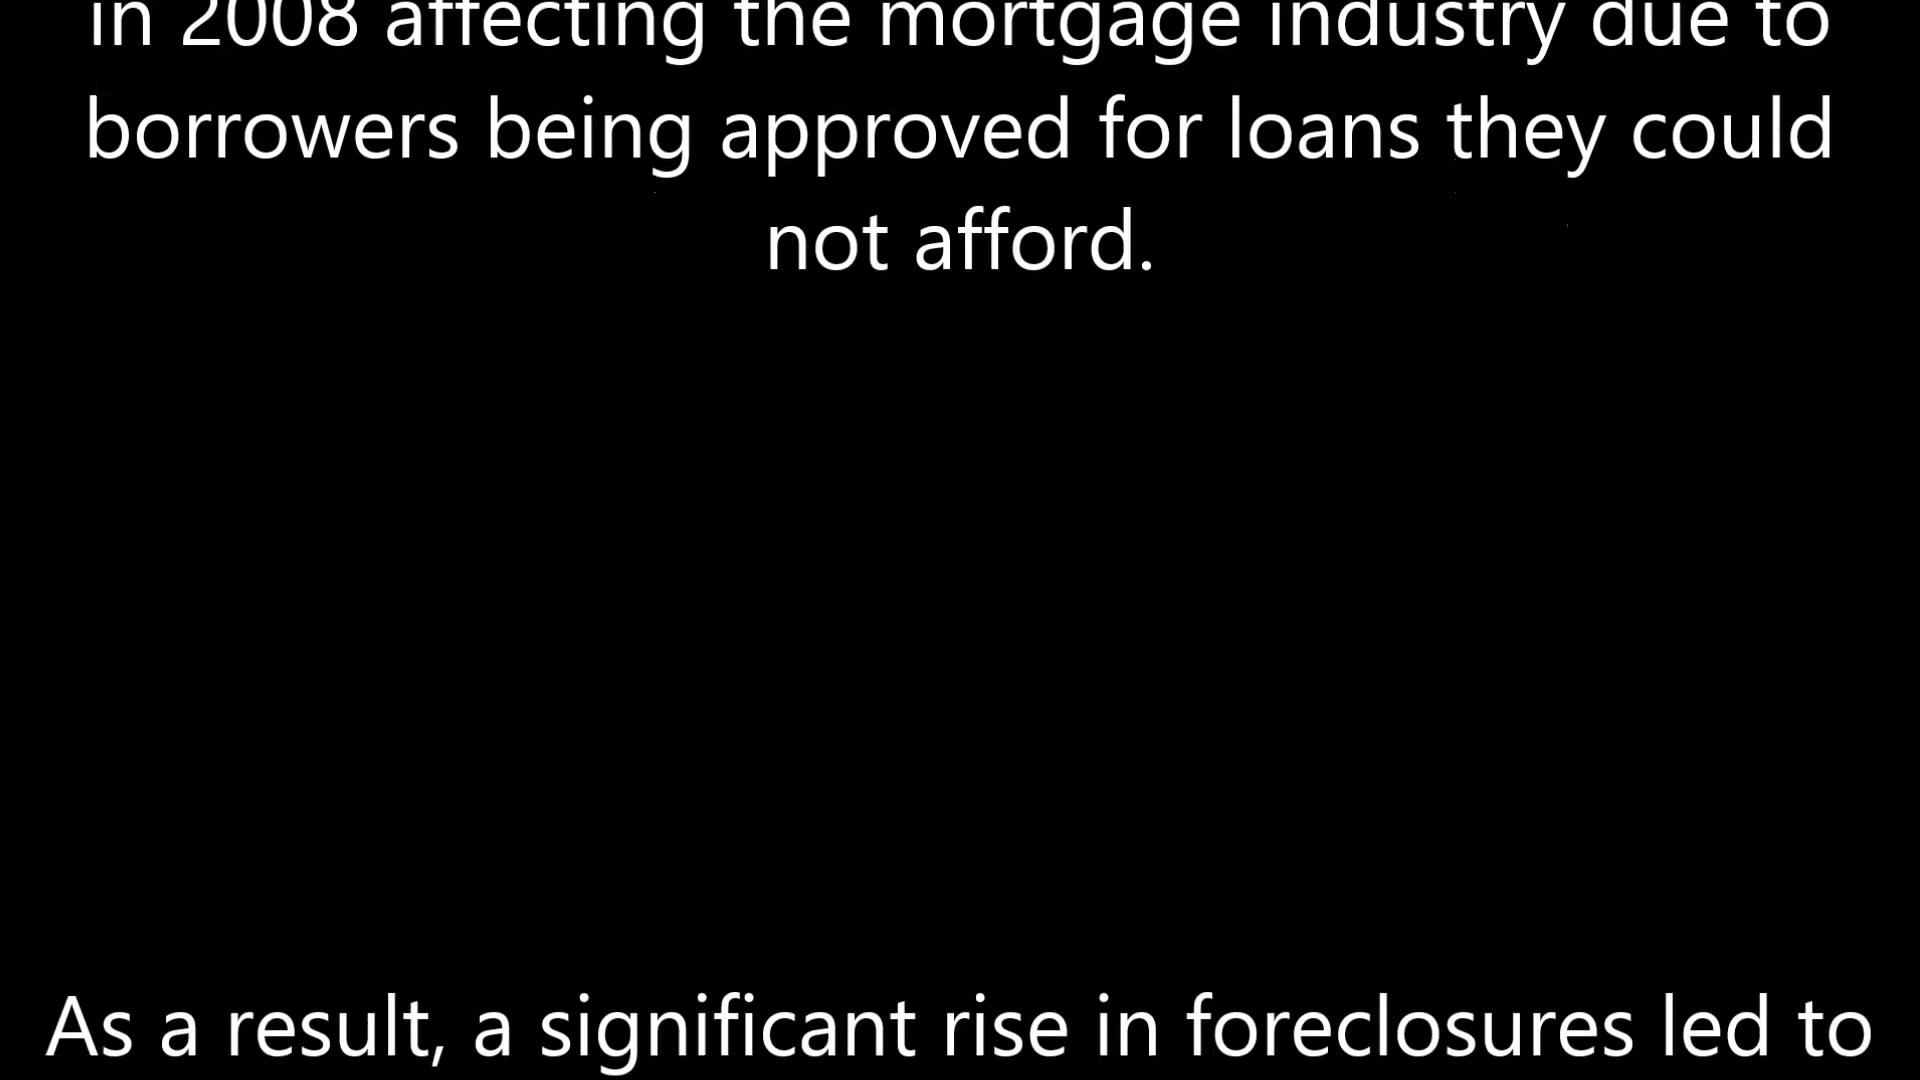 in 2008 affecting the mortgage industry due to
borrowers being approved for loans they could
not afford.
As a result, a significant rise in foreclosures led to